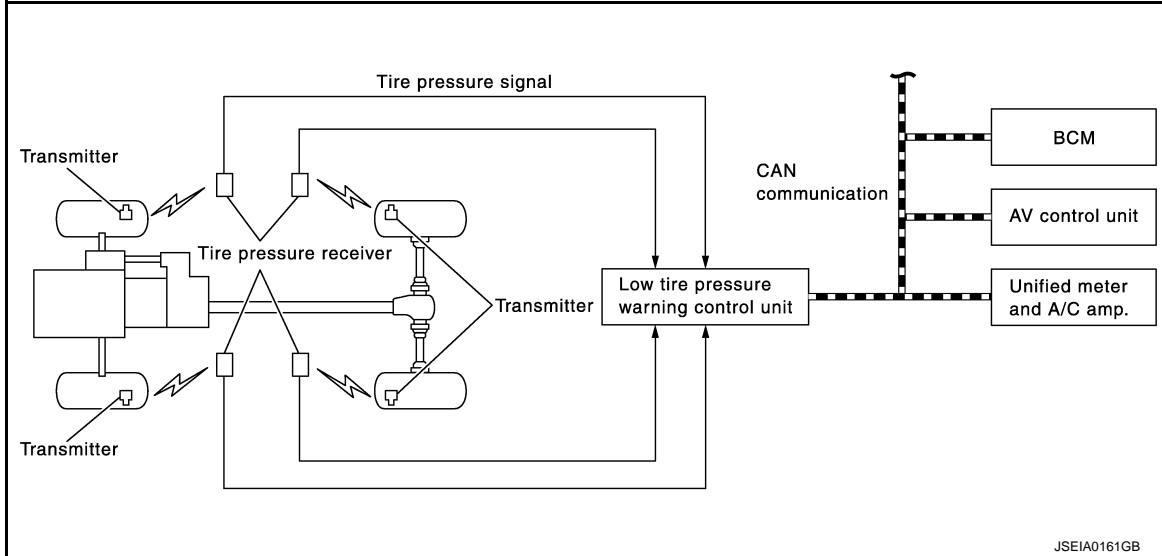 Tire pressure signal
Transmitter
Tire pressure receiver
Transmitter
Transmitter
Low tire pressure
warning control unit
CAN
communication
BCM
AV control unit
Unified meter
and A/C amp.
JSEIA0161GB